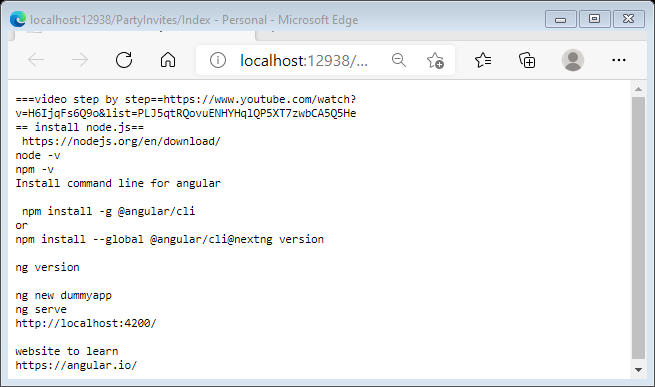 localhost:12938/PartyInvites/Index - Personal - Microsoft Edge
localhost:12938/...
===video step by step==https://www.youtube.com/watch?
v=H6IjqFs6Q9o&list=PLJ5qtRQovuENHYHqlQP5XT7zwbCA5Q5He
== install node.js==
https://nodejs.org/en/download/
node -v
npm -v
Install command line for angular
npm install -g @angular/cli
or
npm install --global @angular/cli@nextng version
ng version
ng new dummyapp
ng serve
http://localhost:4200/
website to learn
https://angular.io/